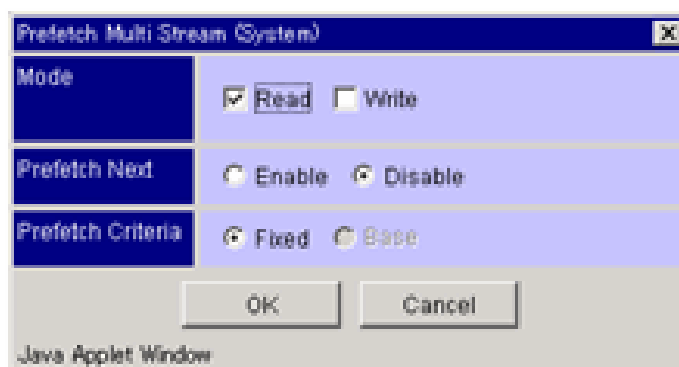 Prefetch Multi Stream (System)
Mode
Read Write
Prefetch Next
Enable Disable
Prefetch Criteria
Fixed Base
OK Cancel
Java Applet Window